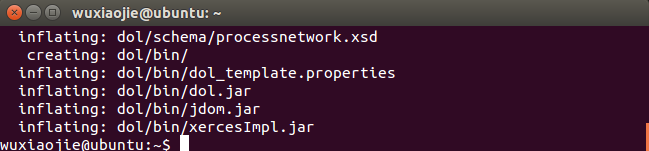 wuxiaojie@ubuntu: ~
inflating: dol/schema/processnetwork.xsd
creating: dol/bin/
inflating: dol/bin/dol_template.properties
inflating: dol/bin/dol.jar
inflating: dol/bin/jdom.jar
inflating: dol/bin/xercesImpl.jar
wuxiaojie@ubuntu:~$